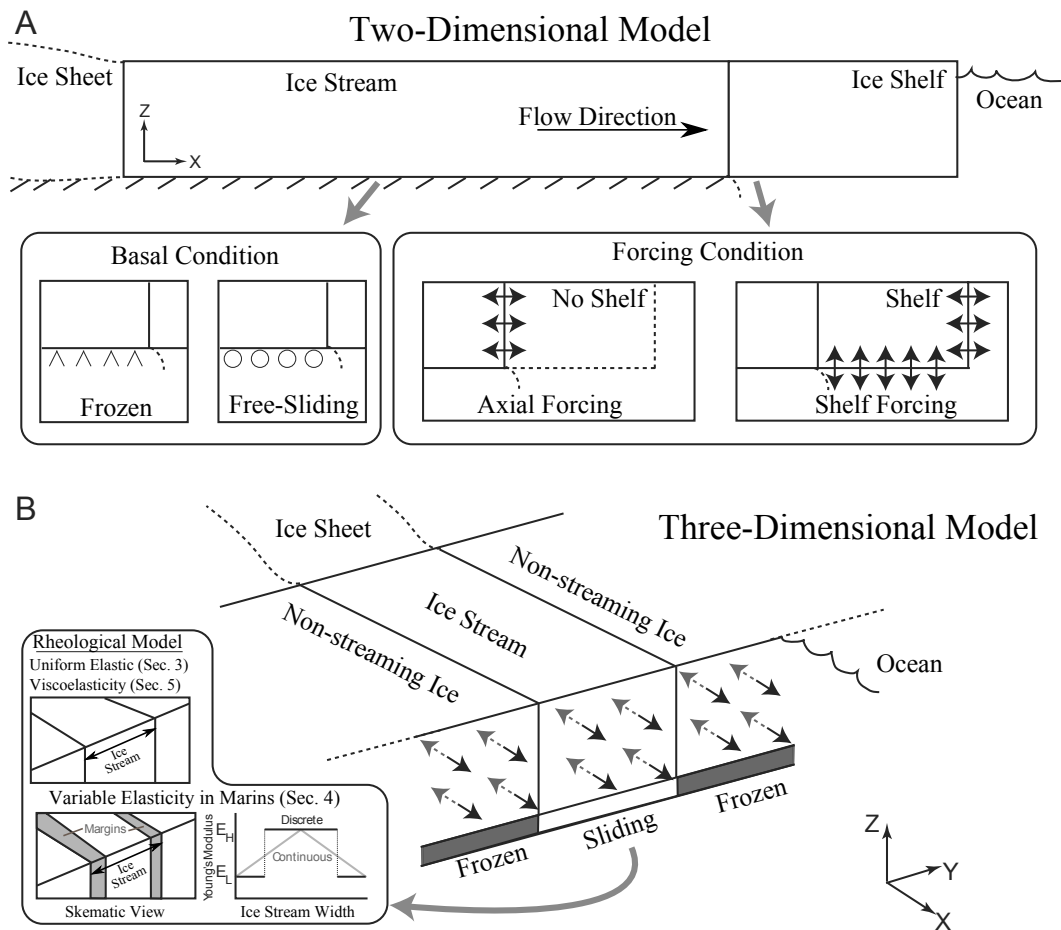 A
Two-Dimensional Model
Ice Sheet
Ice Stream
Ice Shelf
Ocean
Flow Direction
Z
X
Basal Condition
Frozen
Free-Sliding
Forcing Condition
No Shelf
Axial Forcing
Shelf
Shelf Forcing
B
Three-Dimensional Model
Ice Sheet
Non-streaming Ice
Ice Stream
Non-streaming Ice
Ocean
Frozen
Sliding
Frozen
Rheological Model
Uniform Elastic (Sec. 3)
Viscoelasticity (Sec. 5)
Ice
Stream
Variable Elasticity in Marins (Sec. 4)
Margins
Ice
Stream
Skematic View
Young's Modulus
E_H
E_L
Discrete
Continuous
Ice Stream Width
Z
Y
X